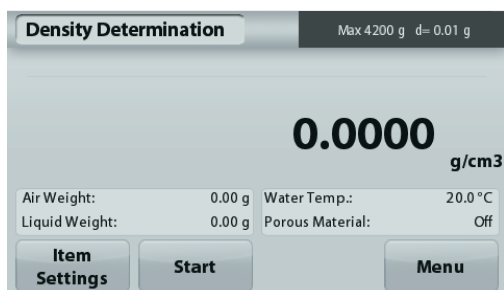 Density Determination
Max 4200 g d= 0.01 g
0.0000
g/cm3
Air Weight: 0.00 g Water Temp.: 20.0 °C
Liquid Weight: 0.00 g Porous Material: Off
Item
Settings
Start
Menu